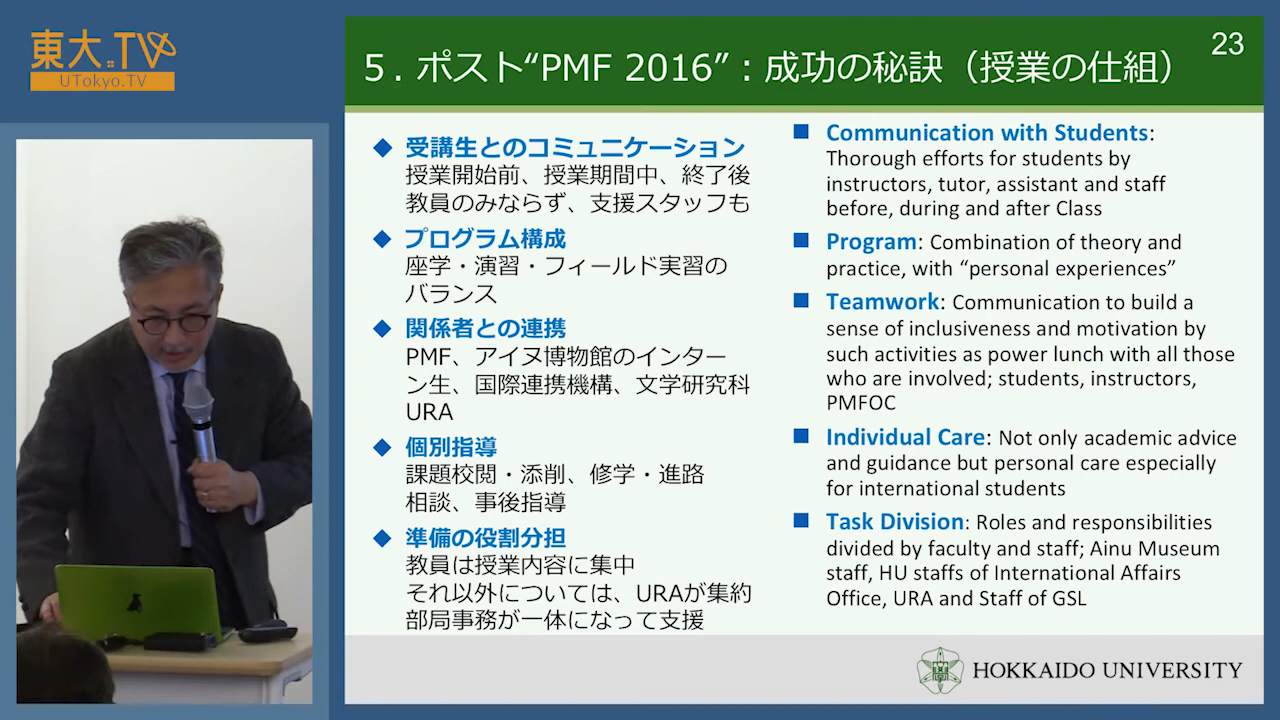 東大.TV
UTokyo.TV
23
5．ポスト“PMF 2016”：成功の秘訣（授業の仕組）
◆ 受講生とのコミュニケーション
授業開始前、授業期間中、終了後
教員のみならず、支援スタッフも
◆ プログラム構成
座学・演習・フィールド実習の
バランス
◆ 関係者との連携
PMF、アイヌ博物館のインター
ン生、国際連携機構、文学研究科
URA
◆ 個別指導
課題校閲・添削、修学・進路
相談、事後指導
◆ 準備の役割分担
教員は授業内容に集中
それ以外については、URAが集約
部局事務が一体になって支援
■ Communication with Students:
Thorough efforts for students by
instructors, tutor, assistant and staff
before, during and after Class
■ Program: Combination of theory and
practice, with “personal experiences”
■ Teamwork: Communication to build a
sense of inclusiveness and motivation by
such activities as power lunch with all those
who are involved; students, instructors,
PMFOC
■ Individual Care: Not only academic advice
and guidance but personal care especially
for international students
■ Task Division: Roles and responsibilities
divided by faculty and staff; Ainu Museum
staff, HU staffs of International Affairs
Office, URA and Staff of GSL
HOKKAIDO UNIVERSITY